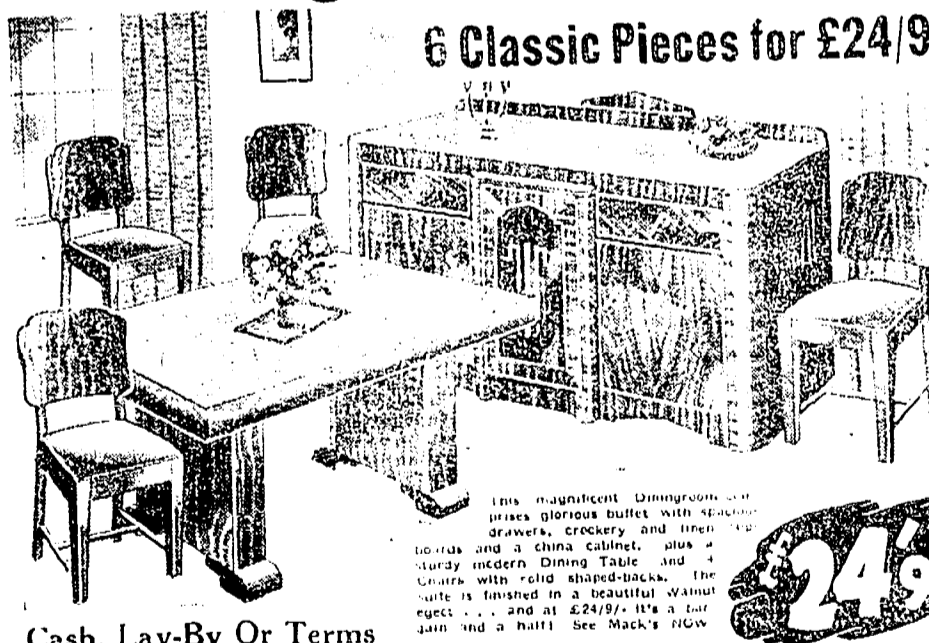 6 Classic Pieces for £24/9
This magnificent Diningroom
prises glorious buffet with spacious
drawers, crockery and linen
boards and a china cabinet, plus a
sturdy modern Dining Table and 4
Chairs with solid shaped-backs. The
suite is finished in a beautiful Walnut
egect . . . and at £24/9/- it's a bar-
gain and a half! See Mack's NOW
£24'9
Cash, Lay-By Or Terms